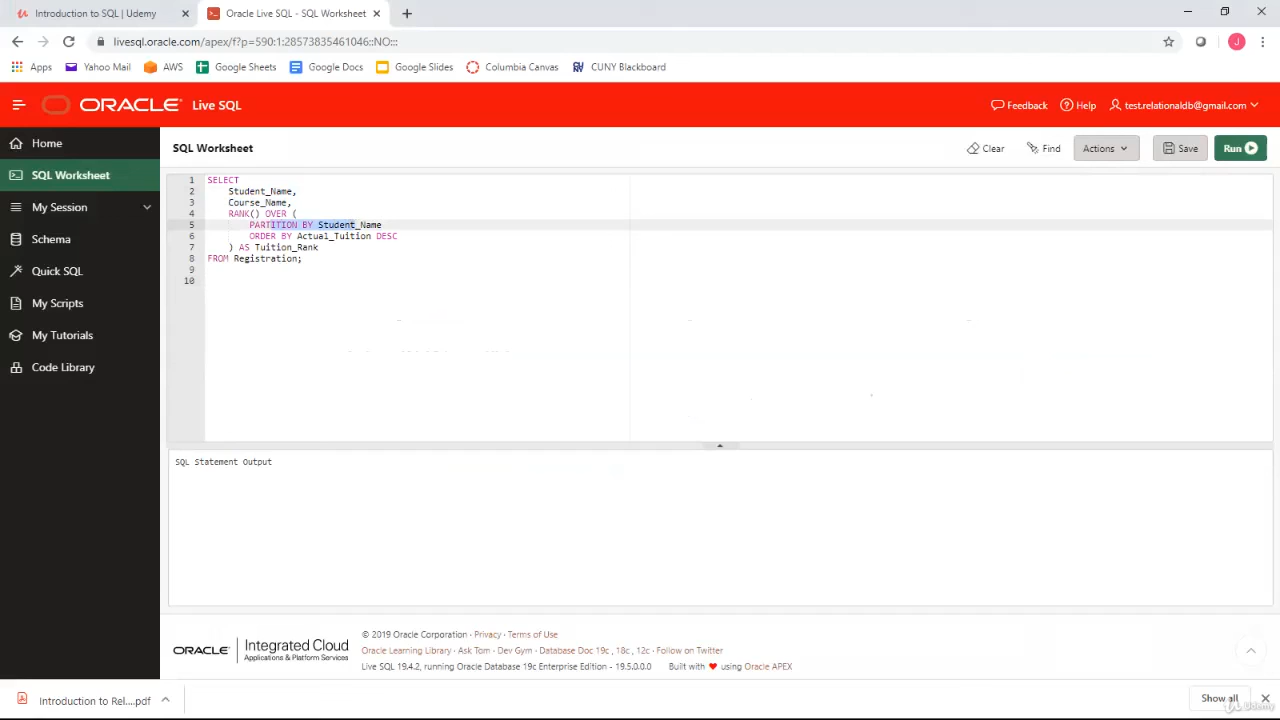 Introduction to SQL | Udemy
Oracle Live SQL - SQL Worksheet
livesql.oracle.com/apex/f?p=590:1:28573835461046::NO:::
J
Apps Yahoo Mail AWS Google Sheets Google Docs Google Slides Columbia Canvas CUNY Blackboard
ORACLE Live SQL
Feedback Help test.relationaldb@gmail.com
Home
SQL Worksheet
My Session
Schema
Quick SQL
My Scripts
My Tutorials
Code Library
SQL Worksheet
Clear Find Actions Save Run
1 SELECT
2 Student_Name,
3 Course_Name,
4 RANK() OVER (
5 PARTITION BY Student_Name
6 ORDER BY Actual_Tuition DESC
7 ) AS Tuition_Rank
8 FROM Registration;
9
10
SQL Statement Output
ORACLE Integrated Cloud
Applications & Platform Services
© 2019 Oracle Corporation · Privacy · Terms of Use
Oracle Learning Library · Ask Tom · Dev Gym · Database Doc 19c, 18c, 12c · Follow on Twitter
Live SQL 19.4.2, running Oracle Database 19c Enterprise Edition - 19.5.0.0.0 Built with ❤ using Oracle APEX
Introduction to Rel....pdf
Show all
Udemy